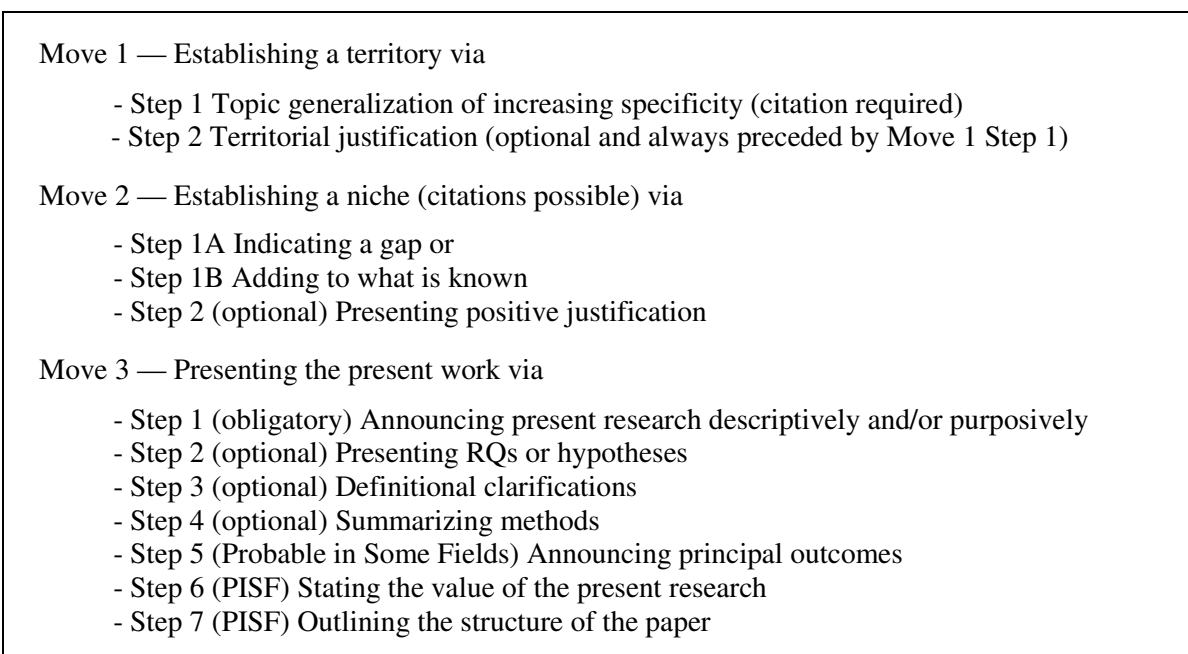 Move 1 — Establishing a territory via
- Step 1 Topic generalization of increasing specificity (citation required)
- Step 2 Territorial justification (optional and always preceded by Move 1 Step 1)
Move 2 — Establishing a niche (citations possible) via
- Step 1A Indicating a gap or
- Step 1B Adding to what is known
- Step 2 (optional) Presenting positive justification
Move 3 — Presenting the present work via
- Step 1 (obligatory) Announcing present research descriptively and/or purposively
- Step 2 (optional) Presenting RQs or hypotheses
- Step 3 (optional) Definitional clarifications
- Step 4 (optional) Summarizing methods
- Step 5 (Probable in Some Fields) Announcing principal outcomes
- Step 6 (PISF) Stating the value of the present research
- Step 7 (PISF) Outlining the structure of the paper